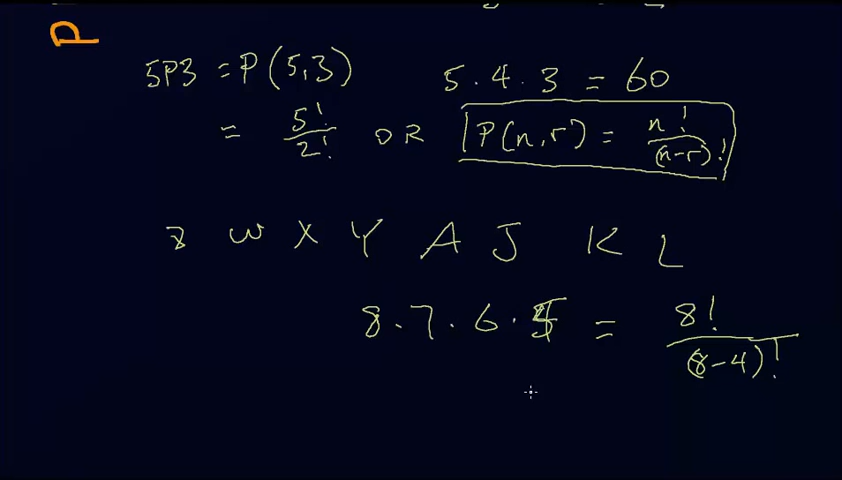 P
5P3 = P(5,3) 5 · 4 · 3 = 60
= 5!/2! OR P(n,r) = n!/(n-r)!
z W X Y A J K L
8 · 7 · 6 · 5 = 8!/(8-4)!